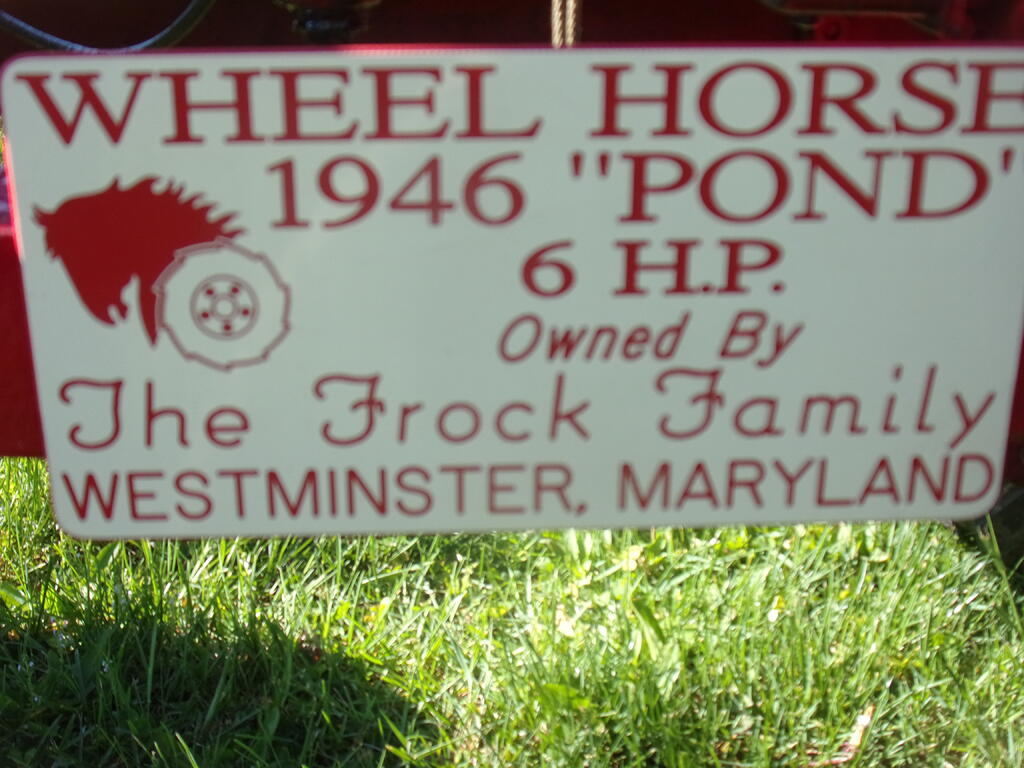 WHEEL HORSE
1946 "POND'
6 H.P.
Owned By
The Frock Family
WESTMINSTER, MARYLAND